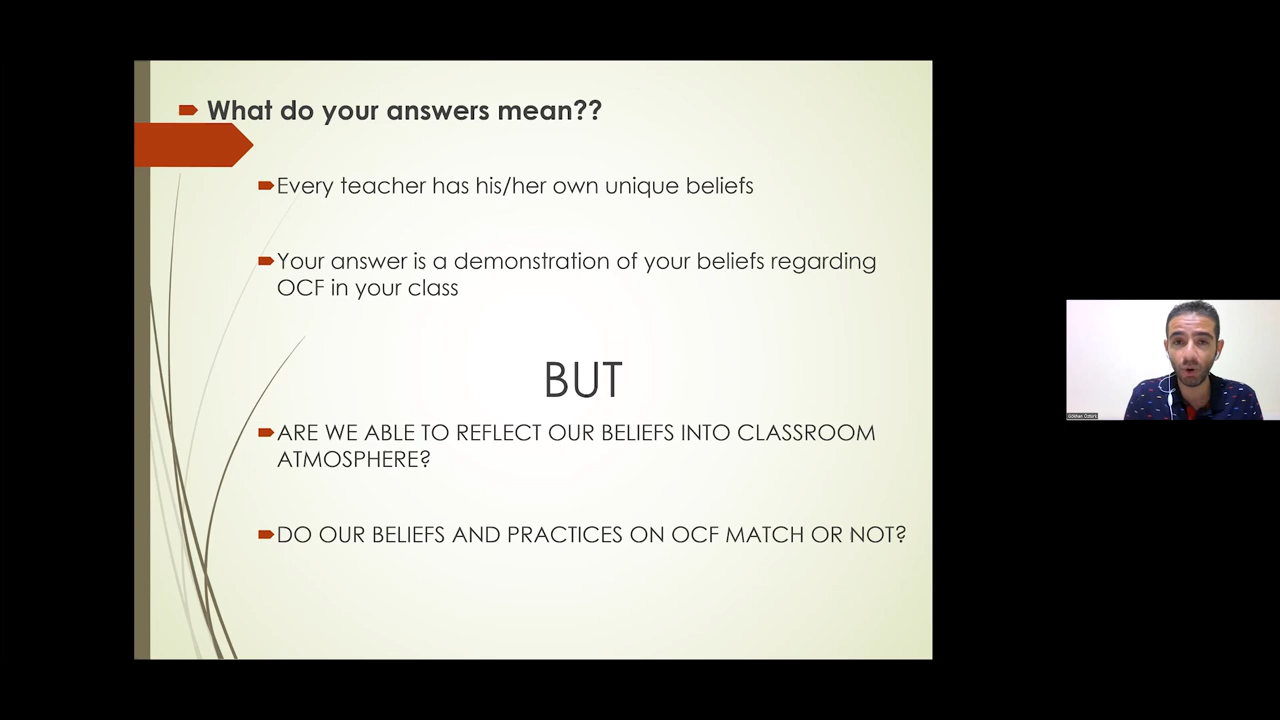 What do your answers mean??
Every teacher has his/her own unique beliefs
Your answer is a demonstration of your beliefs regarding
OCF in your class
BUT
ARE WE ABLE TO REFLECT OUR BELIEFS INTO CLASSROOM
ATMOSPHERE?
DO OUR BELIEFS AND PRACTICES ON OCF MATCH OR NOT?